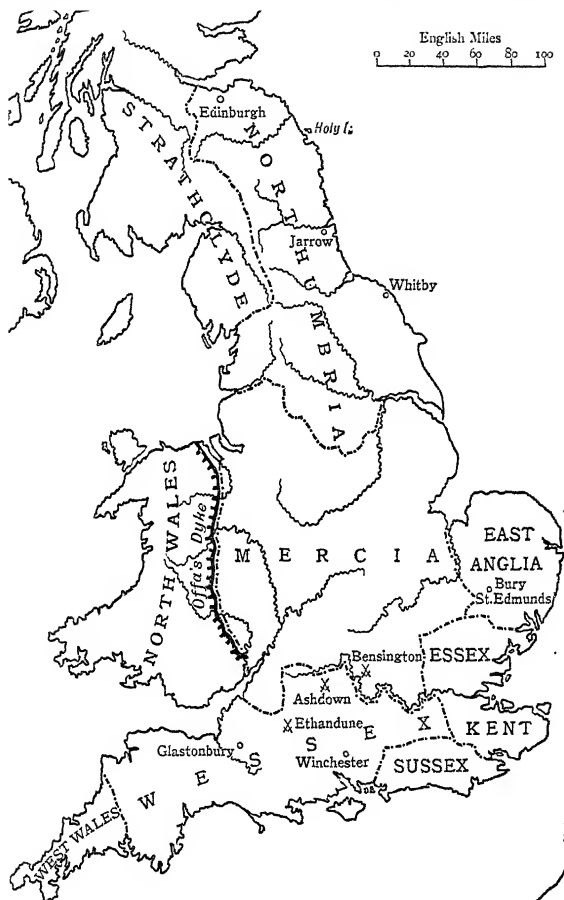 English Miles
0 20 40 60 80 100
Edinburgh
Holy I.
STRATHCLYDE
NORTHUMBRIA
Jarrow
Whitby
NORTH WALES
Offa's Dyke
MERCIA
EAST
ANGLIA
Bury
St. Edmunds
ESSEX
Bensington
Ashdown
Ethandune
KENT
Glastonbury
WESSEX
Winchester
SUSSEX
WEST WALES